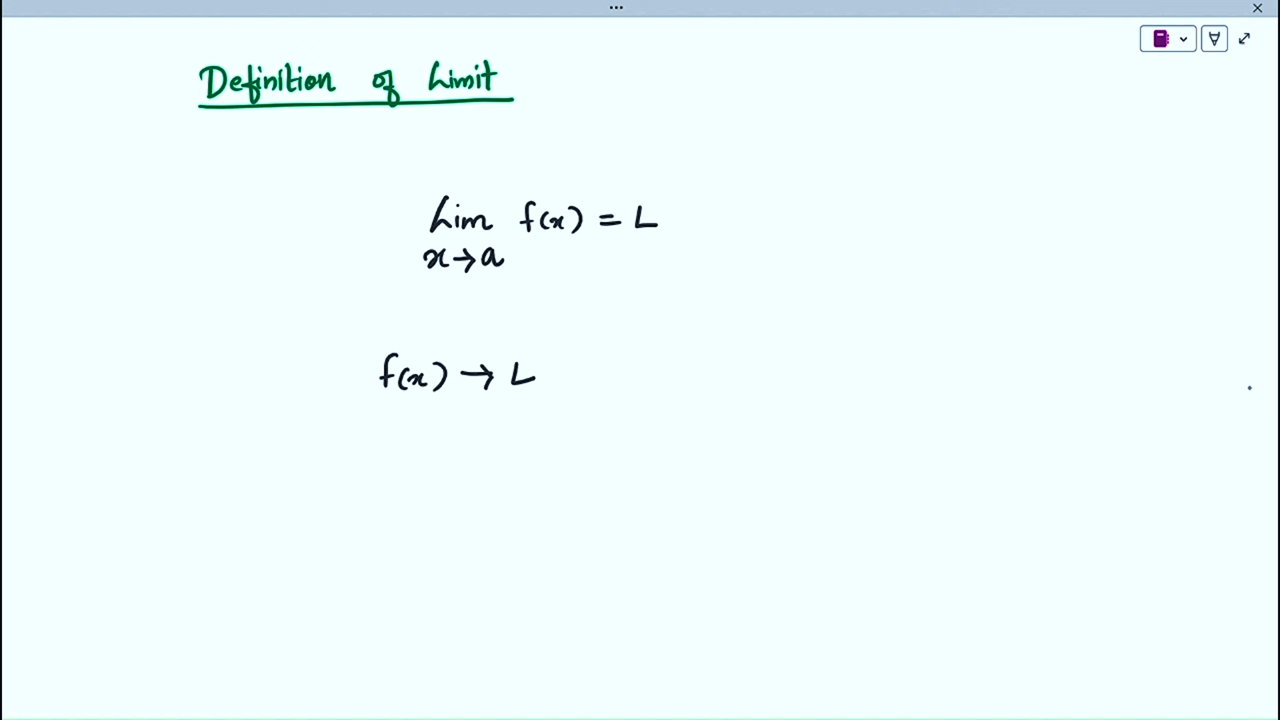 Definition of Limit
Lim f(x) = L
x→a
f(x) → L